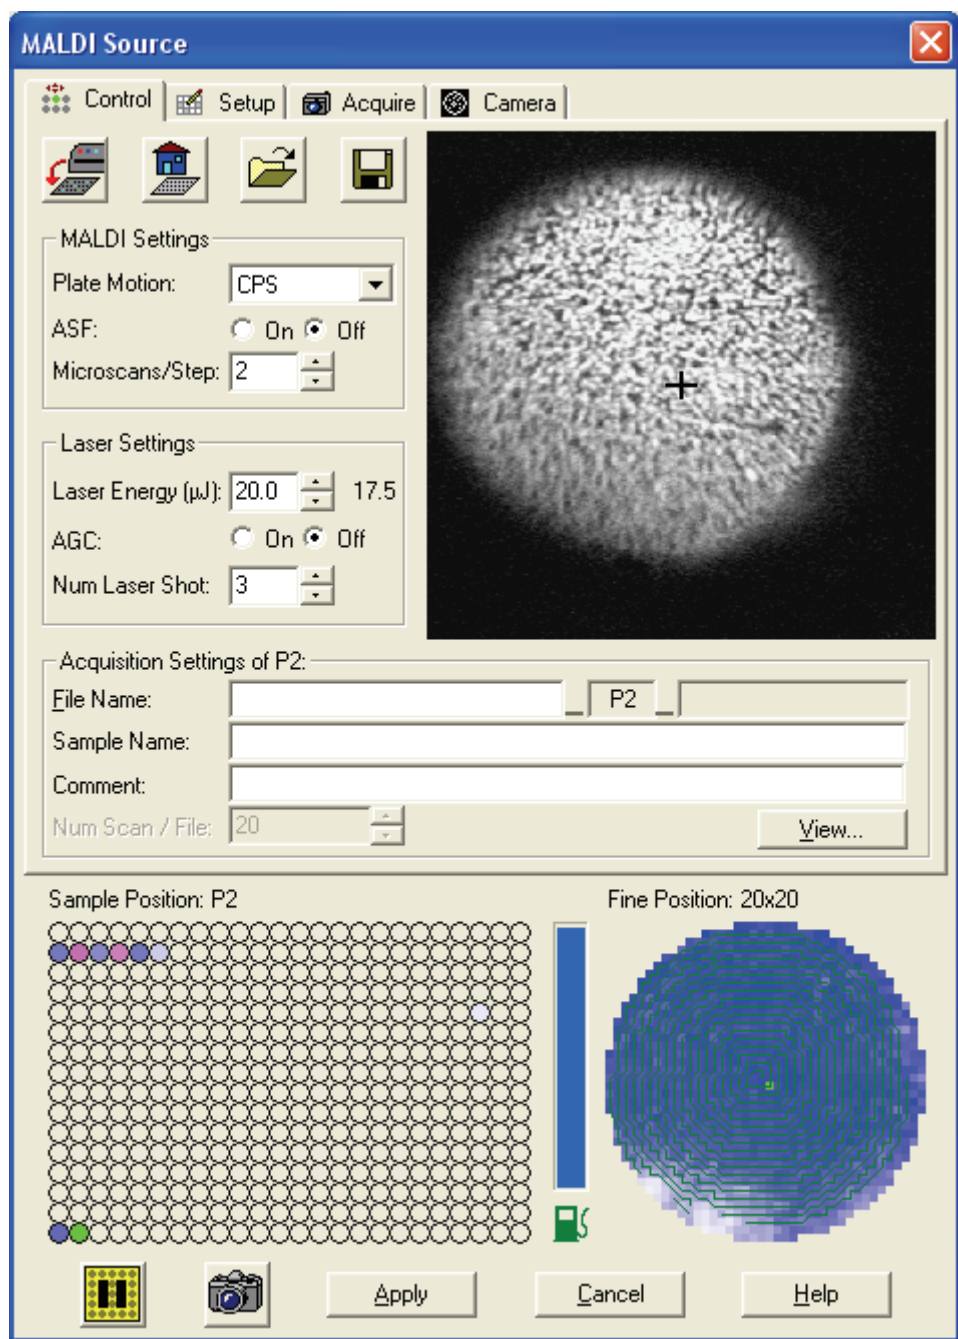 MALDI Source
Control Setup Acquire Camera
MALDI Settings
Plate Motion: CPS
ASF: On Off
Microscans/Step: 2
Laser Settings
Laser Energy (µJ): 20.0 17.5
AGC: On Off
Num Laser Shot: 3
Acquisition Settings of P2:
File Name: _ P2 _
Sample Name:
Comment:
Num Scan / File: 20 View...
Sample Position: P2 Fine Position: 20x20
Apply Cancel Help